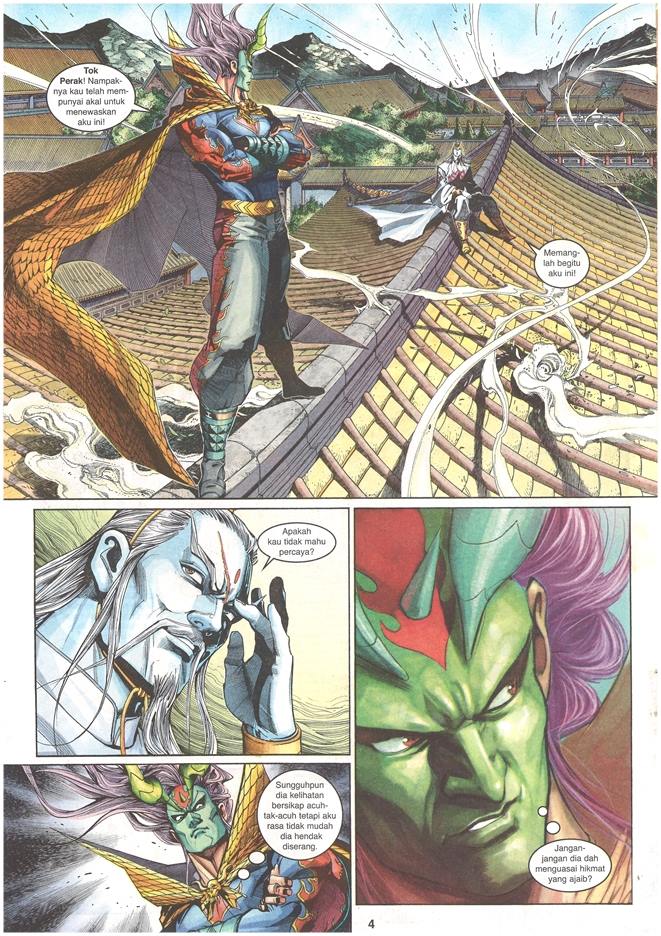 Tok
Perak! Nampak-
nya kau telah mem-
punyai akal untuk
menewaskan
aku ini!
Memang-
lah begitu
aku ini!
Apakah
kau tidak mahu
percaya?
Jangan-
jangan dia dah
menguasai hikmat
yang ajaib?
Sungguhpun
dia kelihatan
bersikap acuh-
tak-acuh tetapi aku
rasa tidak mudah
dia hendak
diserang.
4